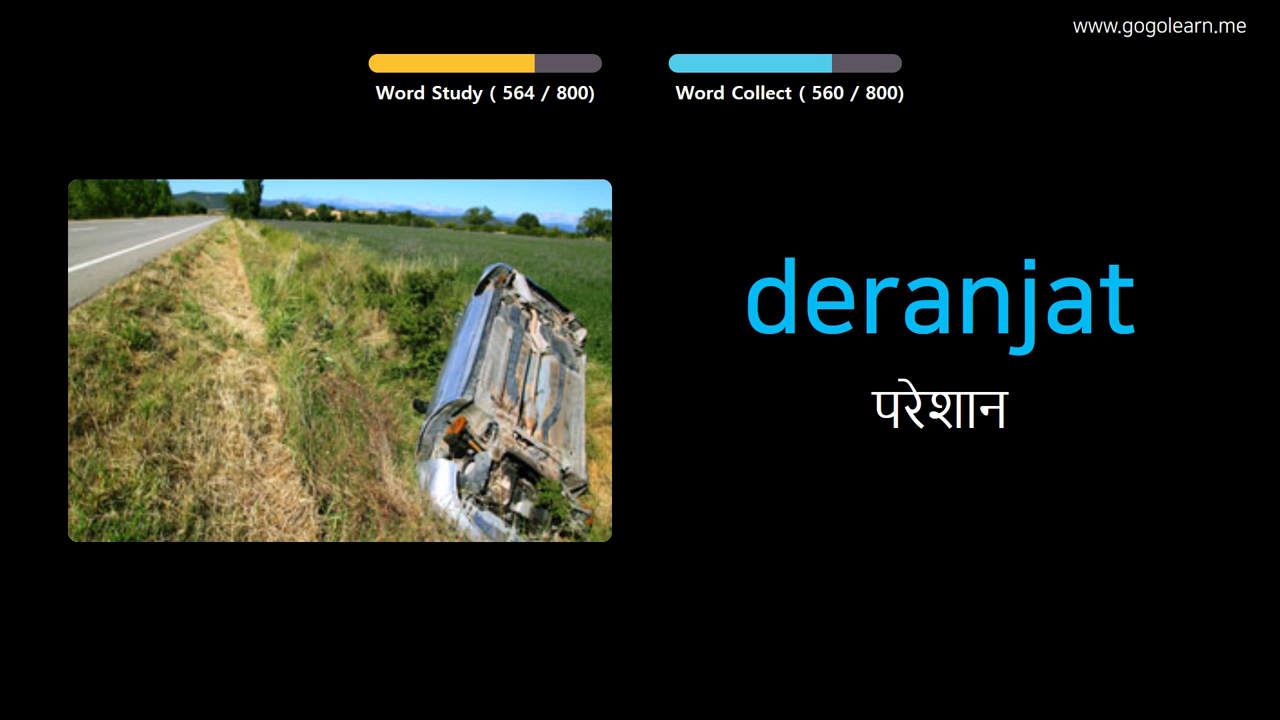 www.gogolearn.me
Word Study ( 564 / 800)
Word Collect ( 560 / 800)
deranjat
परेशान